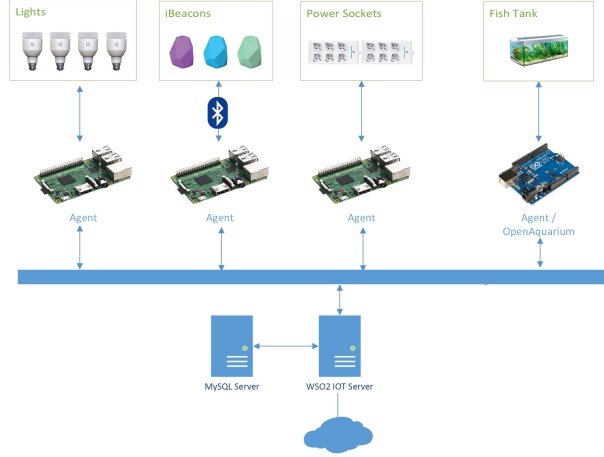 Lights
iBeacons
Power Sockets
Fish Tank
Agent
Agent
Agent
Agent /
OpenAquarium
MySQL Server
WSO2 IOT Server